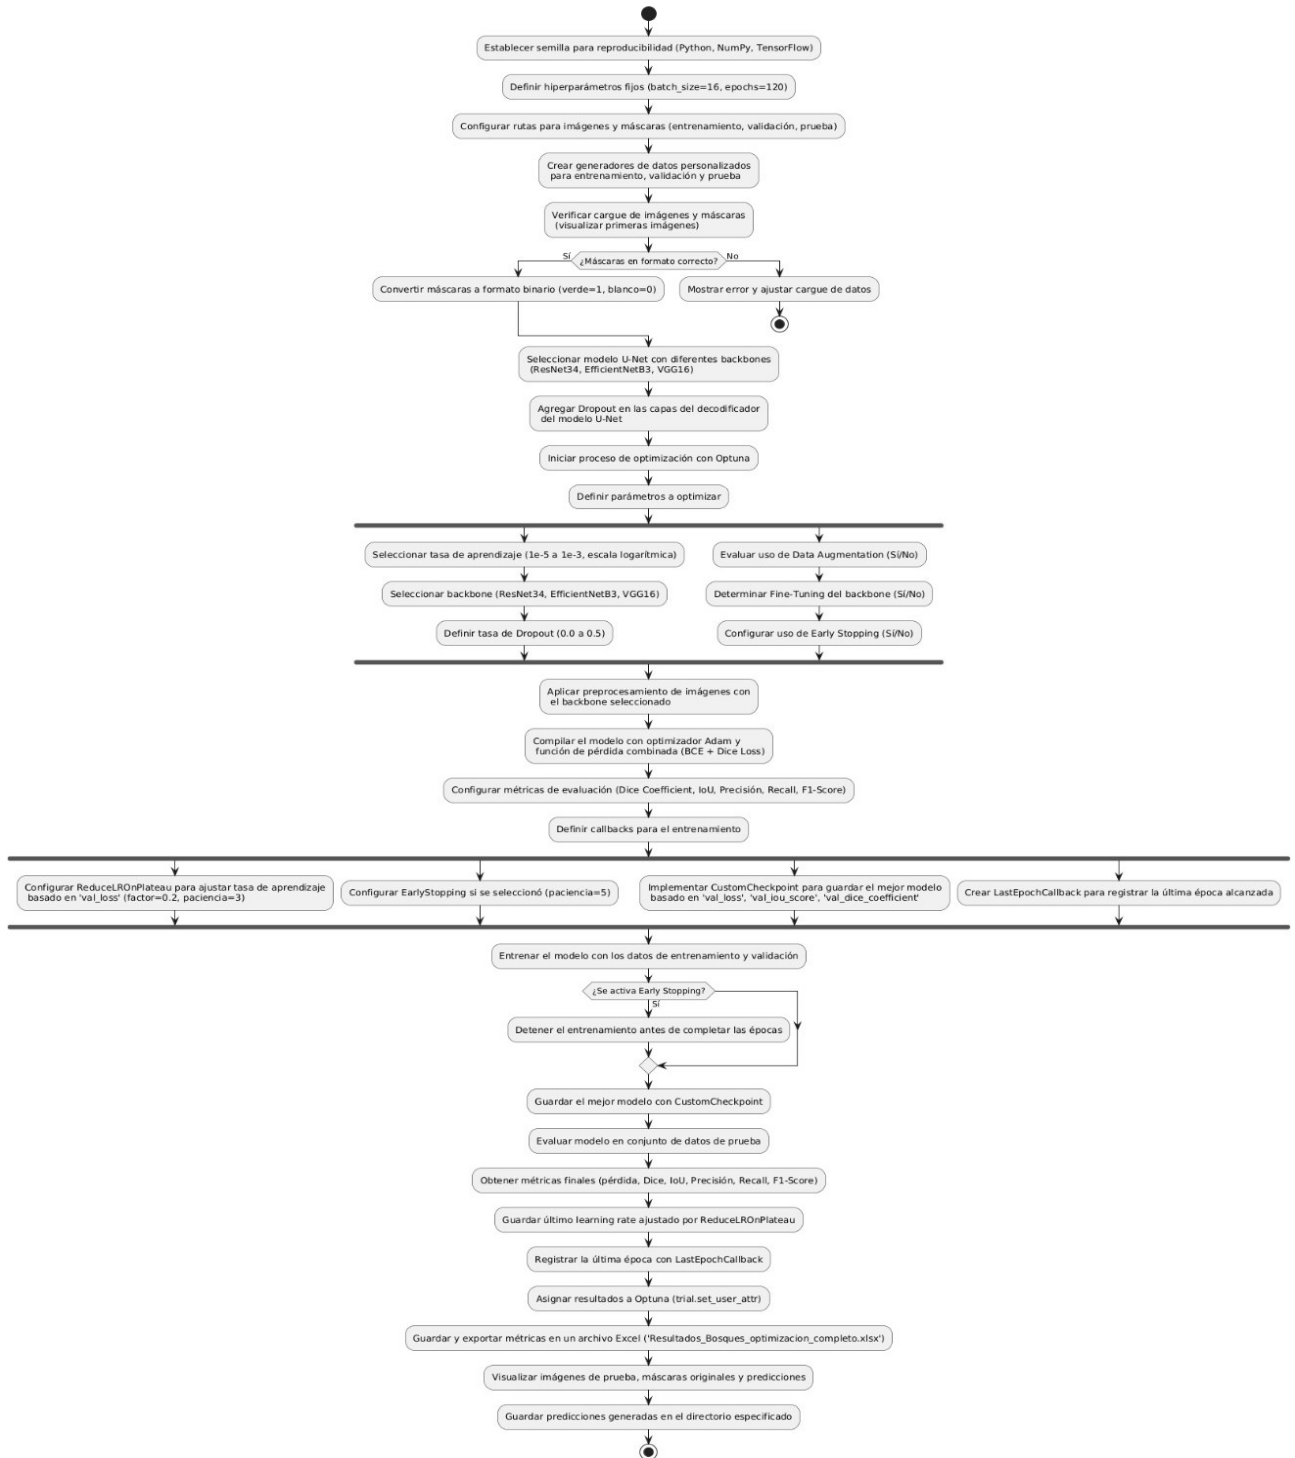 Establecer semilla para reproducibilidad (Python, NumPy, TensorFlow)
Definir hiperparámetros fijos (batch_size=16, epochs=120)
Configurar rutas para imágenes y máscaras (entrenamiento, validación, prueba)
Crear generadores de datos personalizados
para entrenamiento, validación y prueba
Verificar cargue de imágenes y máscaras
(visualizar primeras imágenes)
Sí
¿Máscaras en formato correcto?
No
Convertir máscaras a formato binario (verde=1, blanco=0)
Mostrar error y ajustar cargue de datos
Seleccionar modelo U-Net con diferentes backbones
(ResNet34, EfficientNetB3, VGG16)
Agregar Dropout en las capas del decodificador
del modelo U-Net
Iniciar proceso de optimización con Optuna
Definir parámetros a optimizar
Seleccionar tasa de aprendizaje (1e-5 a 1e-3, escala logarítmica)
Evaluar uso de Data Augmentation (Sí/No)
Seleccionar backbone (ResNet34, EfficientNetB3, VGG16)
Determinar Fine-Tuning del backbone (Sí/No)
Definir tasa de Dropout (0.0 a 0.5)
Configurar uso de Early Stopping (Sí/No)
Aplicar preprocesamiento de imágenes con
el backbone seleccionado
Compilar el modelo con optimizador Adam y
función de pérdida combinada (BCE + Dice Loss)
Configurar métricas de evaluación (Dice Coefficient, IoU, Precisión, Recall, F1-Score)
Definir callbacks para el entrenamiento
Configurar ReduceLROnPlateau para ajustar tasa de aprendizaje
basado en 'val_loss' (factor=0.2, paciencia=3)
Configurar EarlyStopping si se seleccionó (paciencia=5)
Implementar CustomCheckpoint para guardar el mejor modelo
basado en 'val_loss', 'val_iou_score', 'val_dice_coefficient'
Crear LastEpochCallback para registrar la última época alcanzada
Entrenar el modelo con los datos de entrenamiento y validación
¿Se activa Early Stopping?
Sí
Detener el entrenamiento antes de completar las épocas
Guardar el mejor modelo con CustomCheckpoint
Evaluar modelo en conjunto de datos de prueba
Obtener métricas finales (pérdida, Dice, IoU, Precisión, Recall, F1-Score)
Guardar último learning rate ajustado por ReduceLROnPlateau
Registrar la última época con LastEpochCallback
Asignar resultados a Optuna (trial.set_user_attr)
Guardar y exportar métricas en un archivo Excel ('Resultados_Bosques_optimizacion_completo.xlsx')
Visualizar imágenes de prueba, máscaras originales y predicciones
Guardar predicciones generadas en el directorio especificado